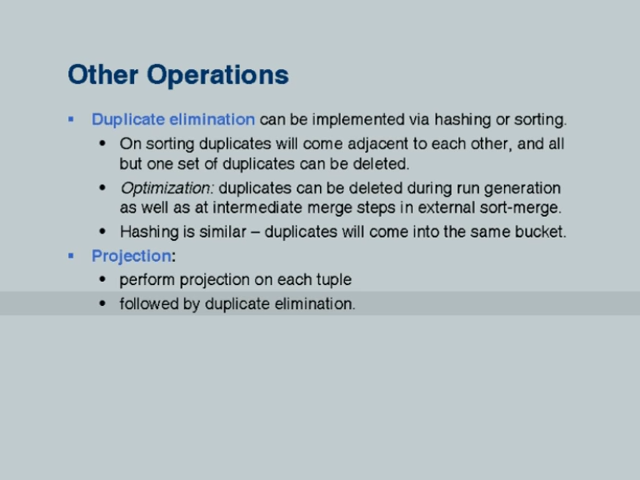 Other Operations
▪ Duplicate elimination can be implemented via hashing or sorting.
• On sorting duplicates will come adjacent to each other, and all
but one set of duplicates can be deleted.
• Optimization: duplicates can be deleted during run generation
as well as at intermediate merge steps in external sort-merge.
• Hashing is similar – duplicates will come into the same bucket.
▪ Projection:
• perform projection on each tuple
• followed by duplicate elimination.